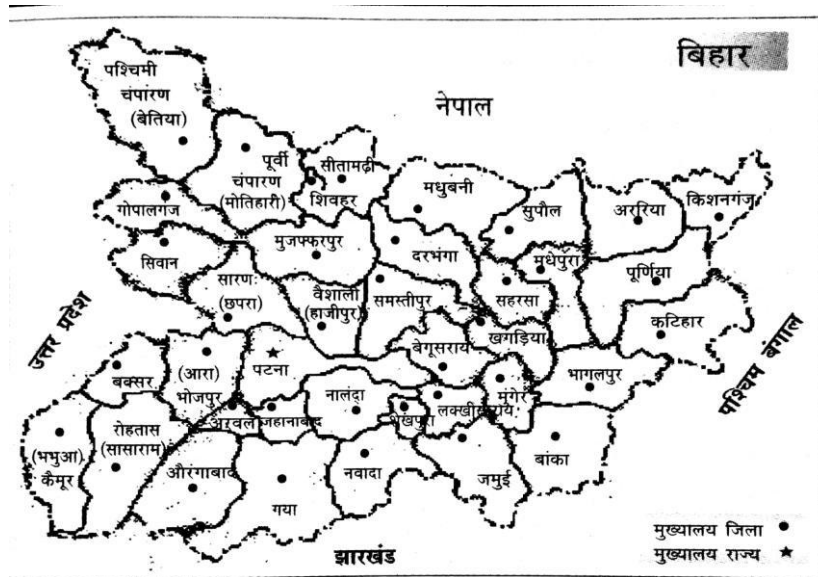 बिहार
पश्चिमी
चंपारण
(बेतिया)
नेपाल
पूर्वी
चंपारण
(मोतिहारी)
सीतामढ़ी
शिवहर
मधुबनी
गोपालगंज
सुपौल
अररिया
किशनगंज
मुजफ्फरपुर
दरभंगा
मधेपुरा
सिवान
पूर्णिया
सारण
(छपरा)
वैशाली
(हाजीपुर)
समस्तीपुर
सहरसा
कटिहार
उत्तर प्रदेश
पश्चिम बंगाल
खगड़िया
बेगूसराय
पटना
बक्सर
(आरा)
भोजपुर
भागलपुर
मुंगेर
नालंदा
लक्खीसराय
शेखपुरा
अरवल
जहानाबाद
रोहतास
(सासाराम)
(भभुआ)
कैमूर
औरंगाबाद
गया
नवादा
जमुई
बांका
झारखंड
मुख्यालय जिला ●
मुख्यालय राज्य ★